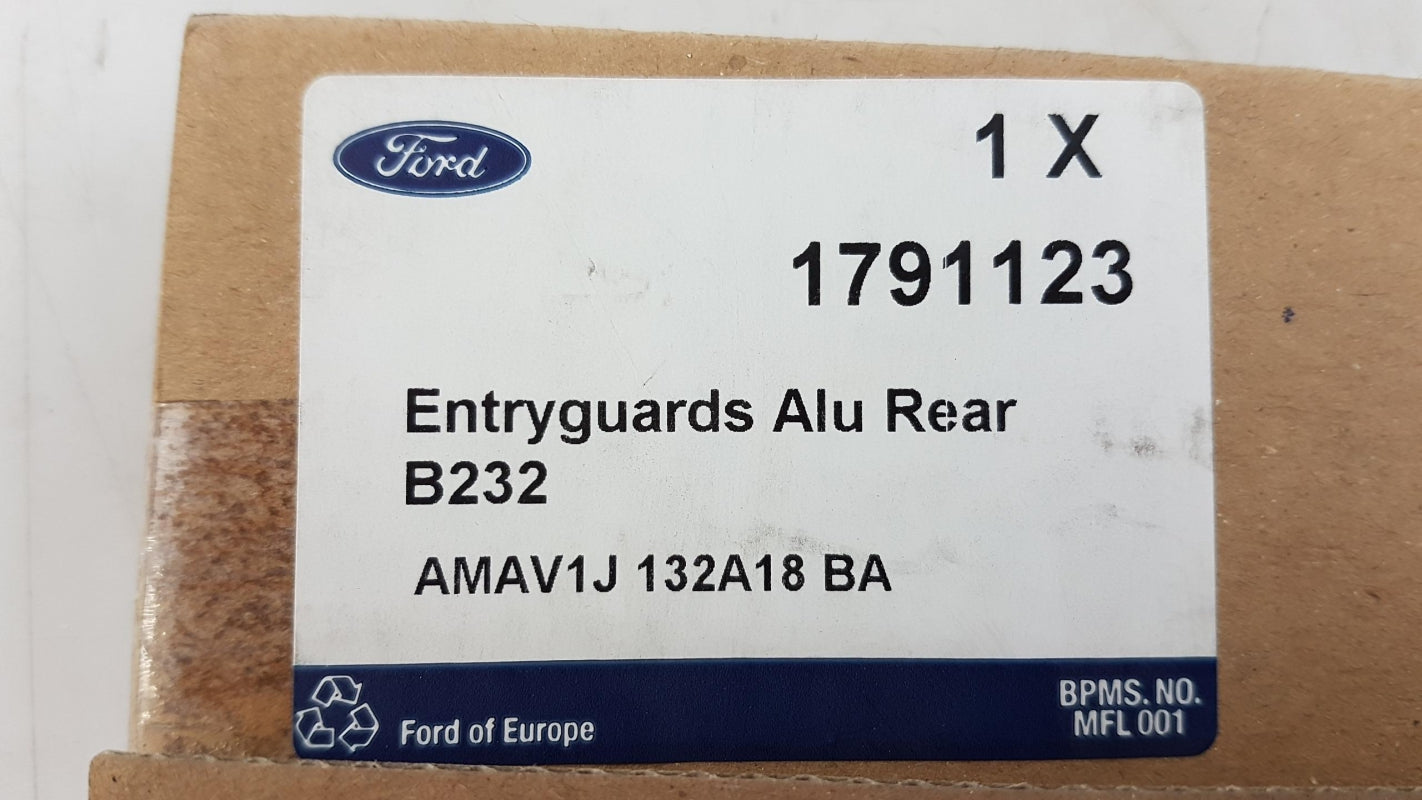 Ford
1 X
1791123
Entryguards Alu Rear
B232
AMAV1J 132A18 BA
Ford of Europe
BPMS. NO.
MFL 001